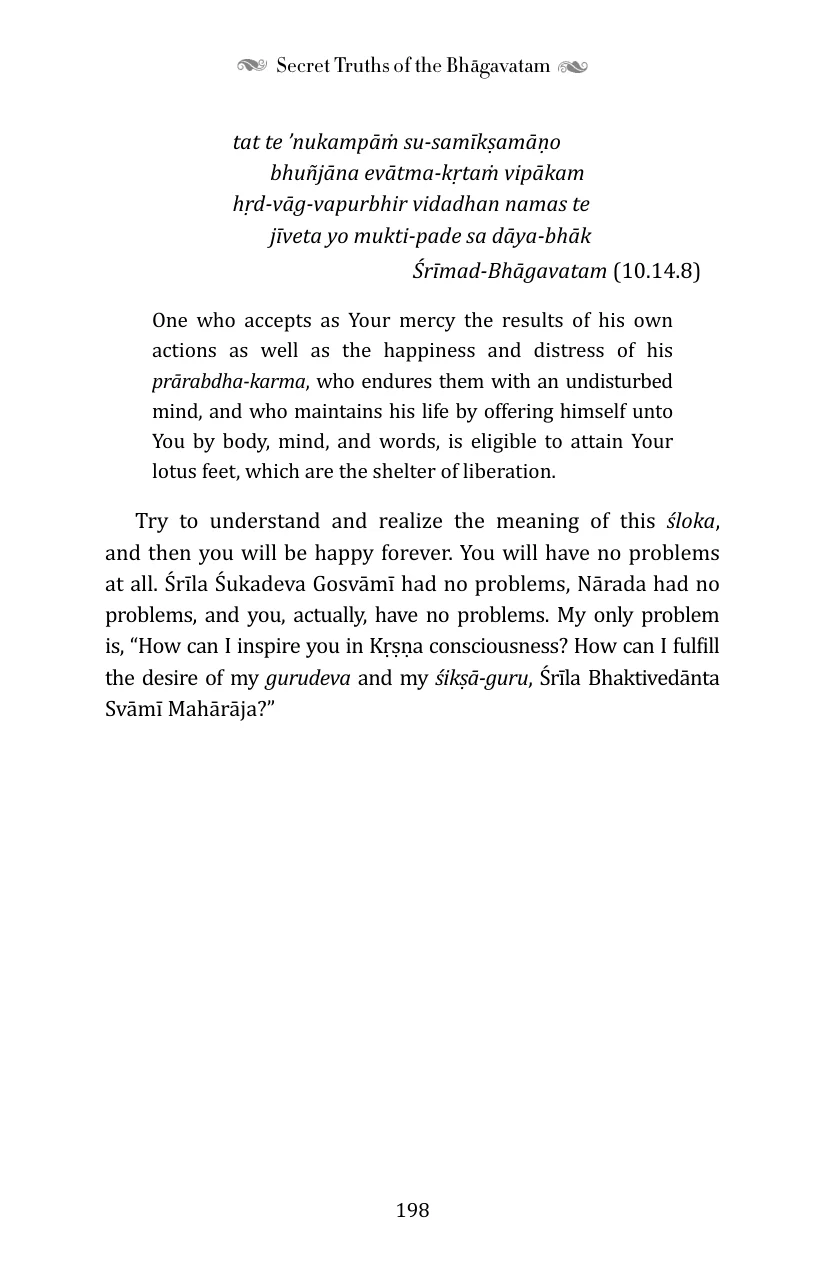 Secret Truths of the Bhāgavatam
tat te ’nukampāṁ su-samīkṣamāṇo
bhuñjāna evātma-kṛtaṁ vipākam
hṛd-vāg-vapurbhir vidadhan namas te
jīveta yo mukti-pade sa dāya-bhāk
Śrīmad-Bhāgavatam (10.14.8)
One who accepts as Your mercy the results of his own
actions as well as the happiness and distress of his
prārabdha-karma, who endures them with an undisturbed
mind, and who maintains his life by offering himself unto
You by body, mind, and words, is eligible to attain Your
lotus feet, which are the shelter of liberation.
Try to understand and realize the meaning of this śloka,
and then you will be happy forever. You will have no problems
at all. Śrīla Śukadeva Gosvāmī had no problems, Nārada had no
problems, and you, actually, have no problems. My only problem
is, “How can I inspire you in Kṛṣṇa consciousness? How can I fulfill
the desire of my gurudeva and my śikṣā-guru, Śrīla Bhaktivedānta
Svāmī Mahārāja?”
198